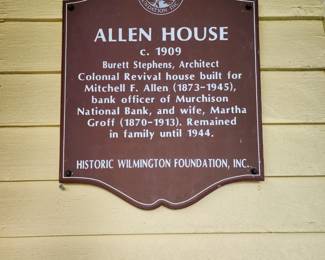 ALLEN HOUSE
c. 1909
Burett Stephens, Architect
Colonial Revival house built for
Mitchell F. Allen (1873-1945),
bank officer of Murchison
National Bank, and wife, Martha
Groff (1870-1913). Remained
in family until 1944.
HISTORIC WILMINGTON FOUNDATION, INC.